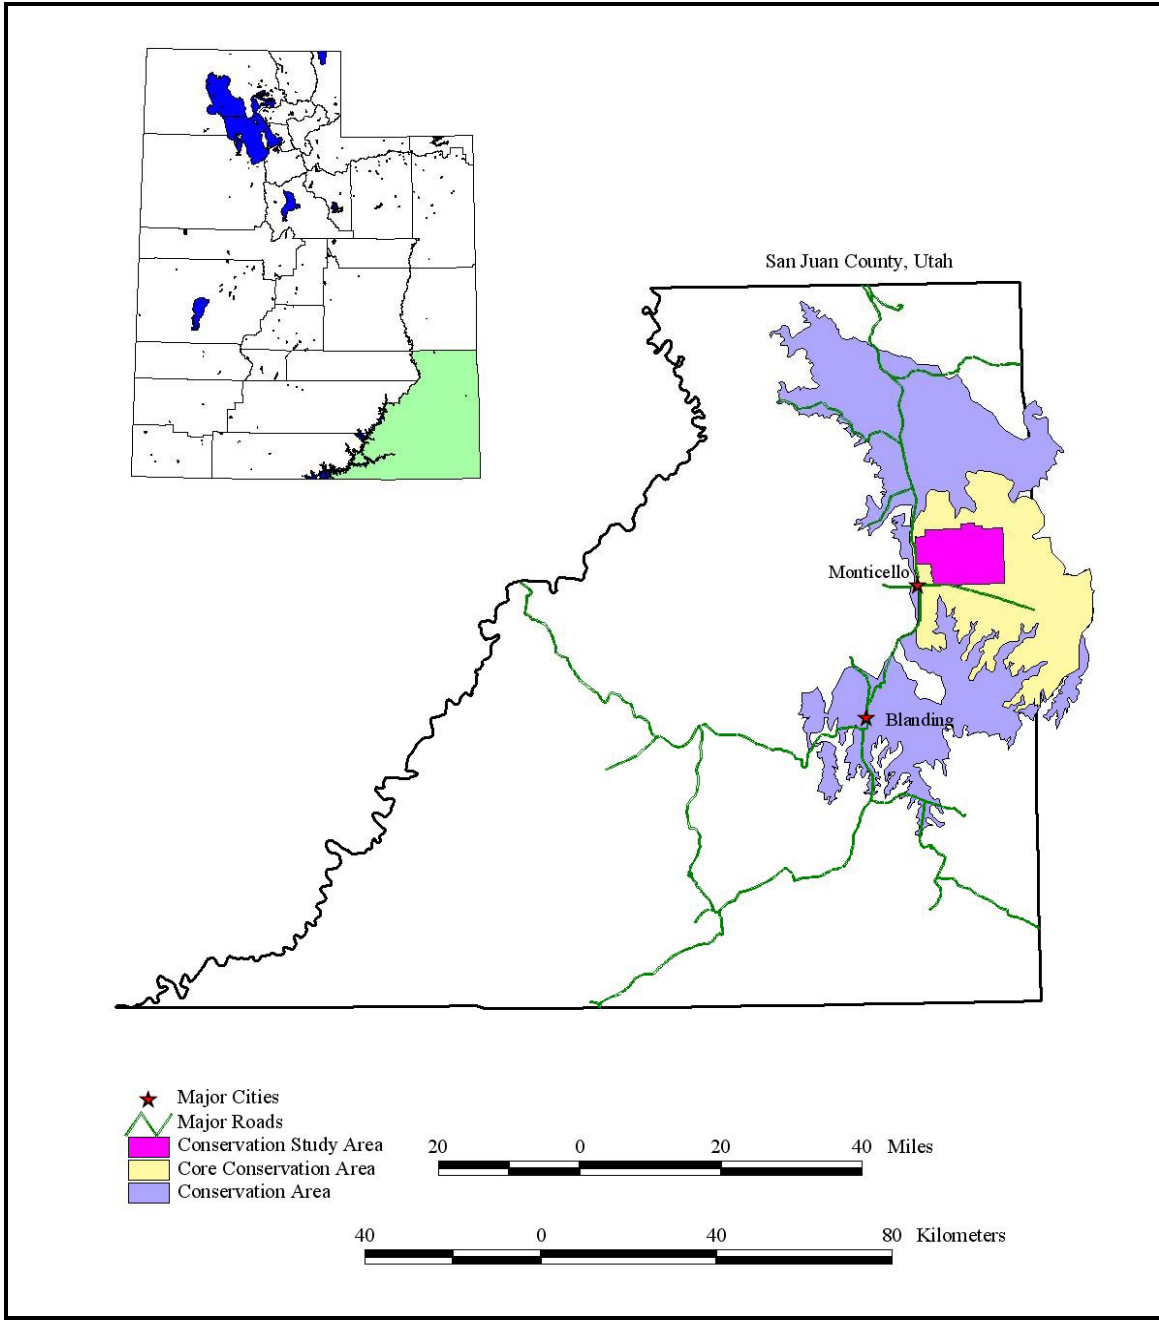 San Juan County, Utah
Monticello
Blanding
Major Cities
Major Roads
Conservation Study Area
Core Conservation Area
Conservation Area
20 0 20 40 Miles
40 0 40 80 Kilometers